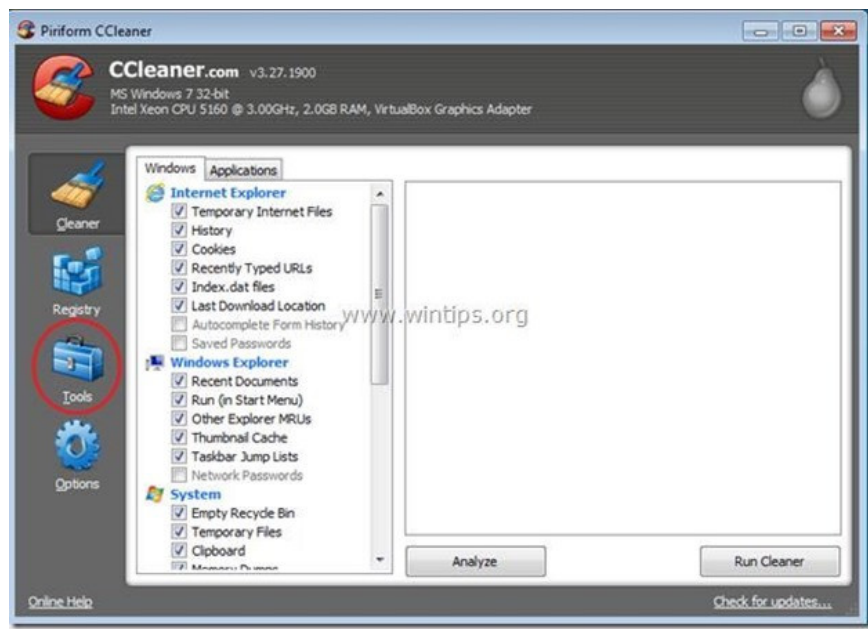 Piriform CCleaner
CCleaner.com v3.27.1900
MS Windows 7 32-bit
Intel Xeon CPU 5160 @ 3.00GHz, 2.0GB RAM, VirtualBox Graphics Adapter
Cleaner
Registry
Tools
Options
Windows
Applications
Internet Explorer
Temporary Internet Files
History
Cookies
Recently Typed URLs
Index.dat files
Last Download Location
Autocomplete Form History
Saved Passwords
Windows Explorer
Recent Documents
Run (in Start Menu)
Other Explorer MRUs
Thumbnail Cache
Taskbar Jump Lists
Network Passwords
System
Empty Recycle Bin
Temporary Files
Clipboard
Memory Dumps
www.wintips.org
Analyze
Run Cleaner
Online Help
Check for updates...